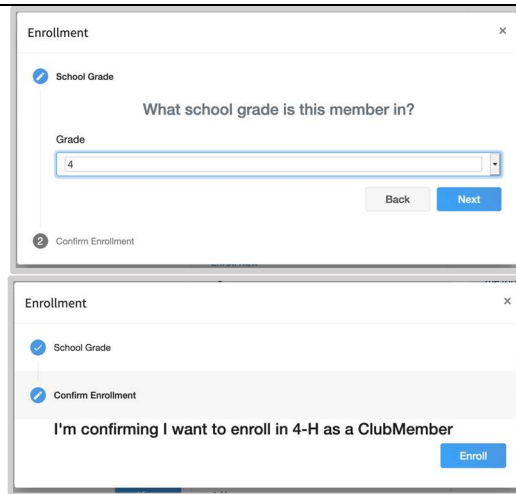 Enrollment
×
School Grade
What school grade is this member in?
Grade
4
Back Next
2 Confirm Enrollment
Enrollment
×
School Grade
Confirm Enrollment
I'm confirming I want to enroll in 4-H as a ClubMember
Enroll